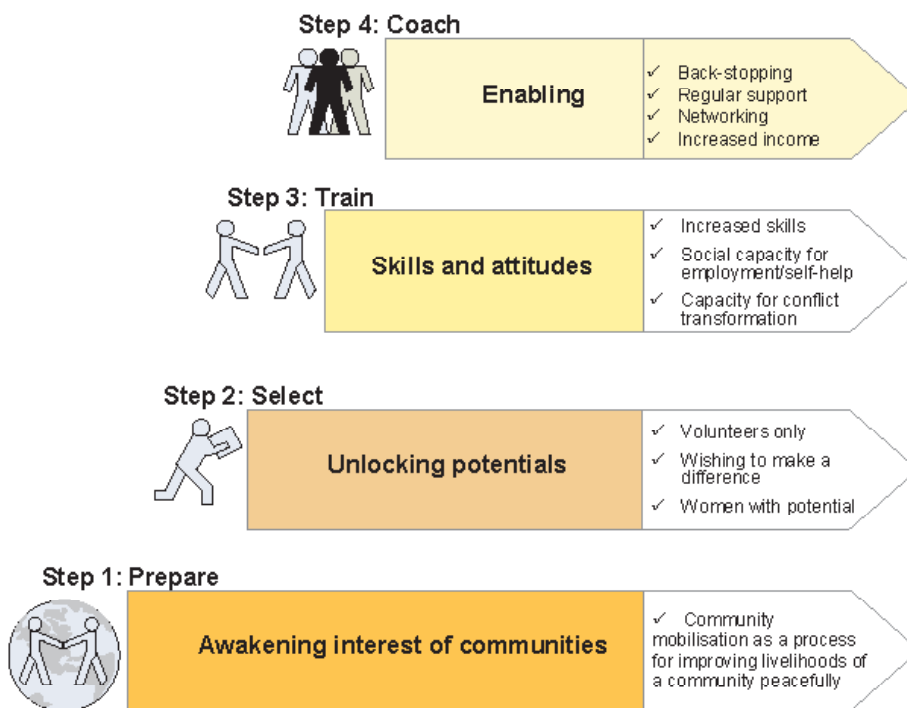 Step 4: Coach
Enabling
✓ Back-stopping
✓ Regular support
✓ Networking
✓ Increased income
Step 3: Train
Skills and attitudes
✓ Increased skills
✓ Social capacity for
employment/self-help
✓ Capacity for conflict
transformation
Step 2: Select
Unlocking potentials
✓ Volunteers only
✓ Wishing to make a
difference
✓ Women with potential
Step 1: Prepare
Awakening interest of communities
✓ Community
mobilisation as a process
for improving livelihoods of
a community peacefully